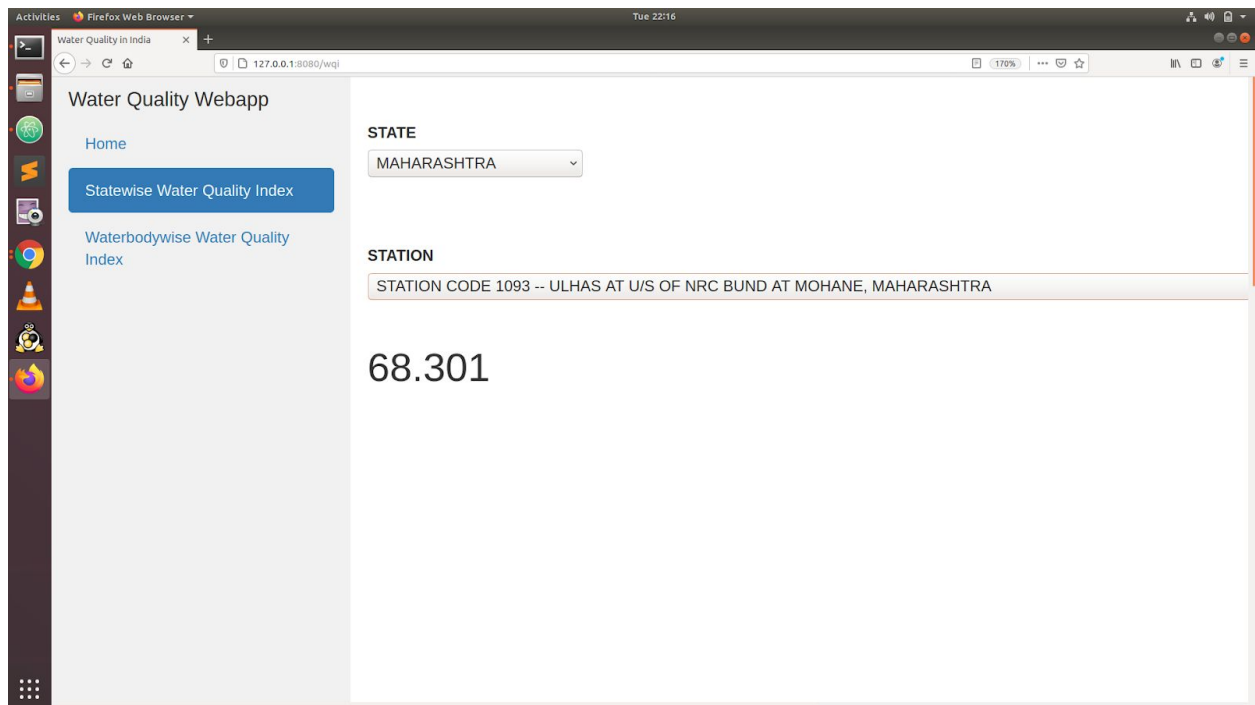 Activities Firefox Web Browser Tue 22:16
Water Quality in India
127.0.0.1:8080/wqi 170%
Water Quality Webapp
Home
Statewise Water Quality Index
Waterbodywise Water Quality
Index
STATE
MAHARASHTRA
STATION
STATION CODE 1093 -- ULHAS AT U/S OF NRC BUND AT MOHANE, MAHARASHTRA
68.301